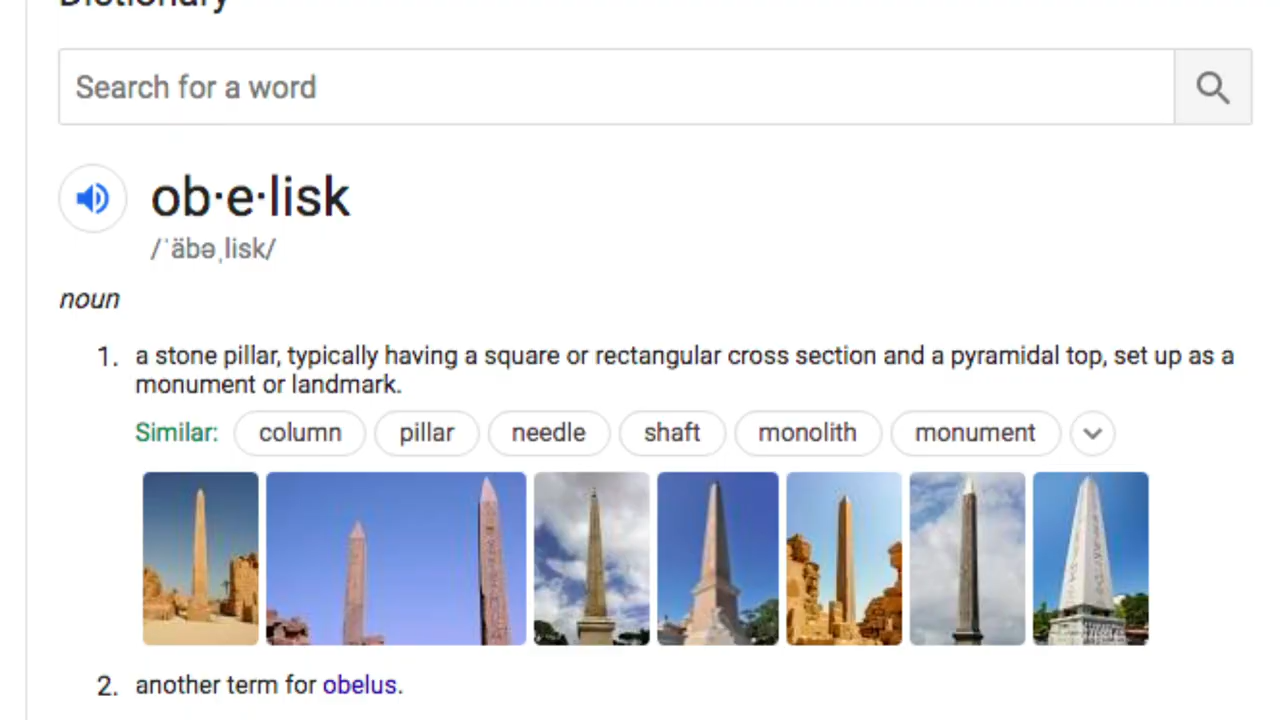 Dictionary
Search for a word
ob·e·lisk
/ˈäbəˌlisk/
noun
1. a stone pillar, typically having a square or rectangular cross section and a pyramidal top, set up as a
monument or landmark.
Similar: column pillar needle shaft monolith monument
2. another term for obelus.